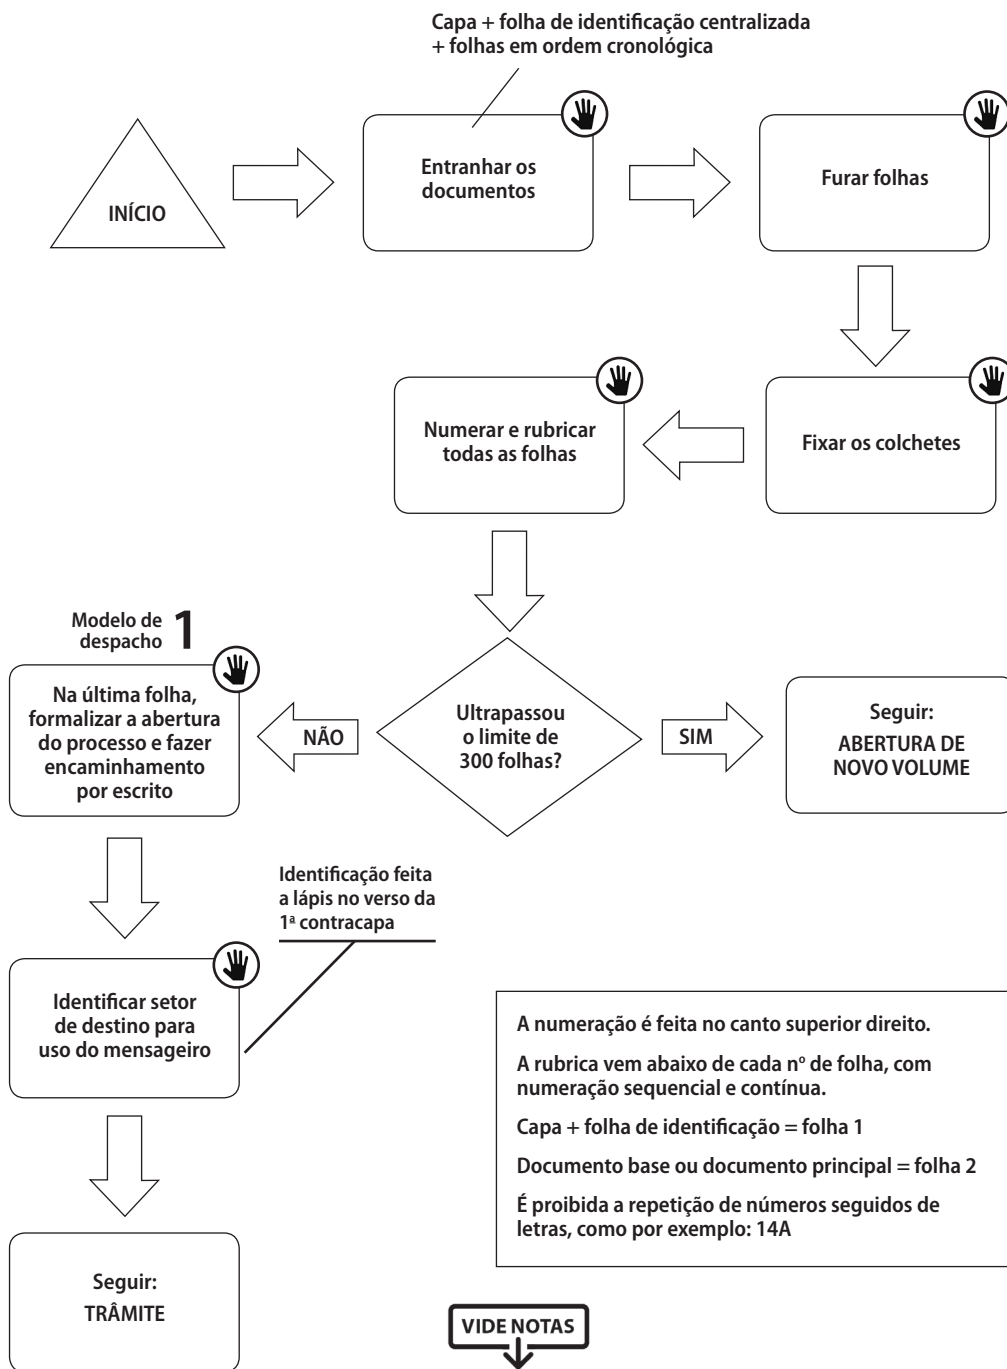 Capa + folha de identificação centralizada
+ folhas em ordem cronológica
INÍCIO
Entranhar os
documentos
Furar folhas
Fixar os colchetes
Numerar e rubricar
todas as folhas
Ultrapassou
o limite de
300 folhas?
SIM
Seguir:
ABERTURA DE
NOVO VOLUME
NÃO
Modelo de
despacho 1
Na última folha,
formalizar a abertura
do processo e fazer
encaminhamento
por escrito
Identificação feita
a lápis no verso da
1ª contracapa
Identificar setor
de destino para
uso do mensageiro
Seguir:
TRÂMITE
A numeração é feita no canto superior direito.
A rubrica vem abaixo de cada nº de folha, com
numeração sequencial e contínua.
Capa + folha de identificação = folha 1
Documento base ou documento principal = folha 2
É proibida a repetição de números seguidos de
letras, como por exemplo: 14A
VIDE NOTAS